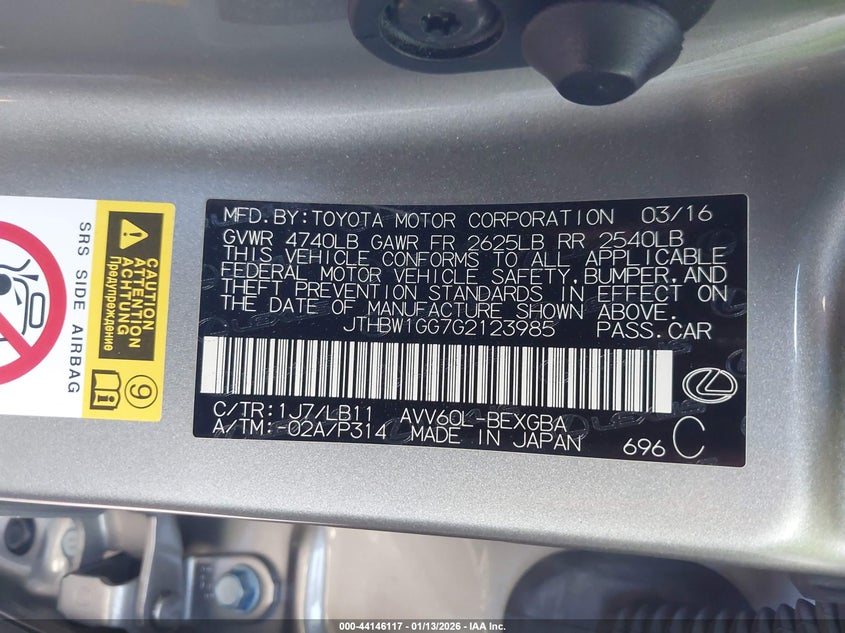 MFD.BY:TOYOTA MOTOR CORPORATION 03/16
GVWR 4740LB GAWR FR 2625LB RR 2540LB
THIS VEHICLE CONFORMS TO ALL APPLICABLE
FEDERAL MOTOR VEHICLE SAFETY,BUMPER,AND
THEFT PREVENTION STANDARDS IN EFFECT ON
THE DATE OF MANUFACTURE SHOWN ABOVE.
JTHBW1GG7G2123985 PASS.CAR
C/TR:1J7/LB11 AVV60L-BEXGBA
A/TM:-02A/P314 MADE IN JAPAN 696 C
SRS SIDE AIRBAG
CAUTION
ATTENTION
ACHTUNG
Предупреждение
9
000-44146117 - 01/13/2026 - IAA Inc.